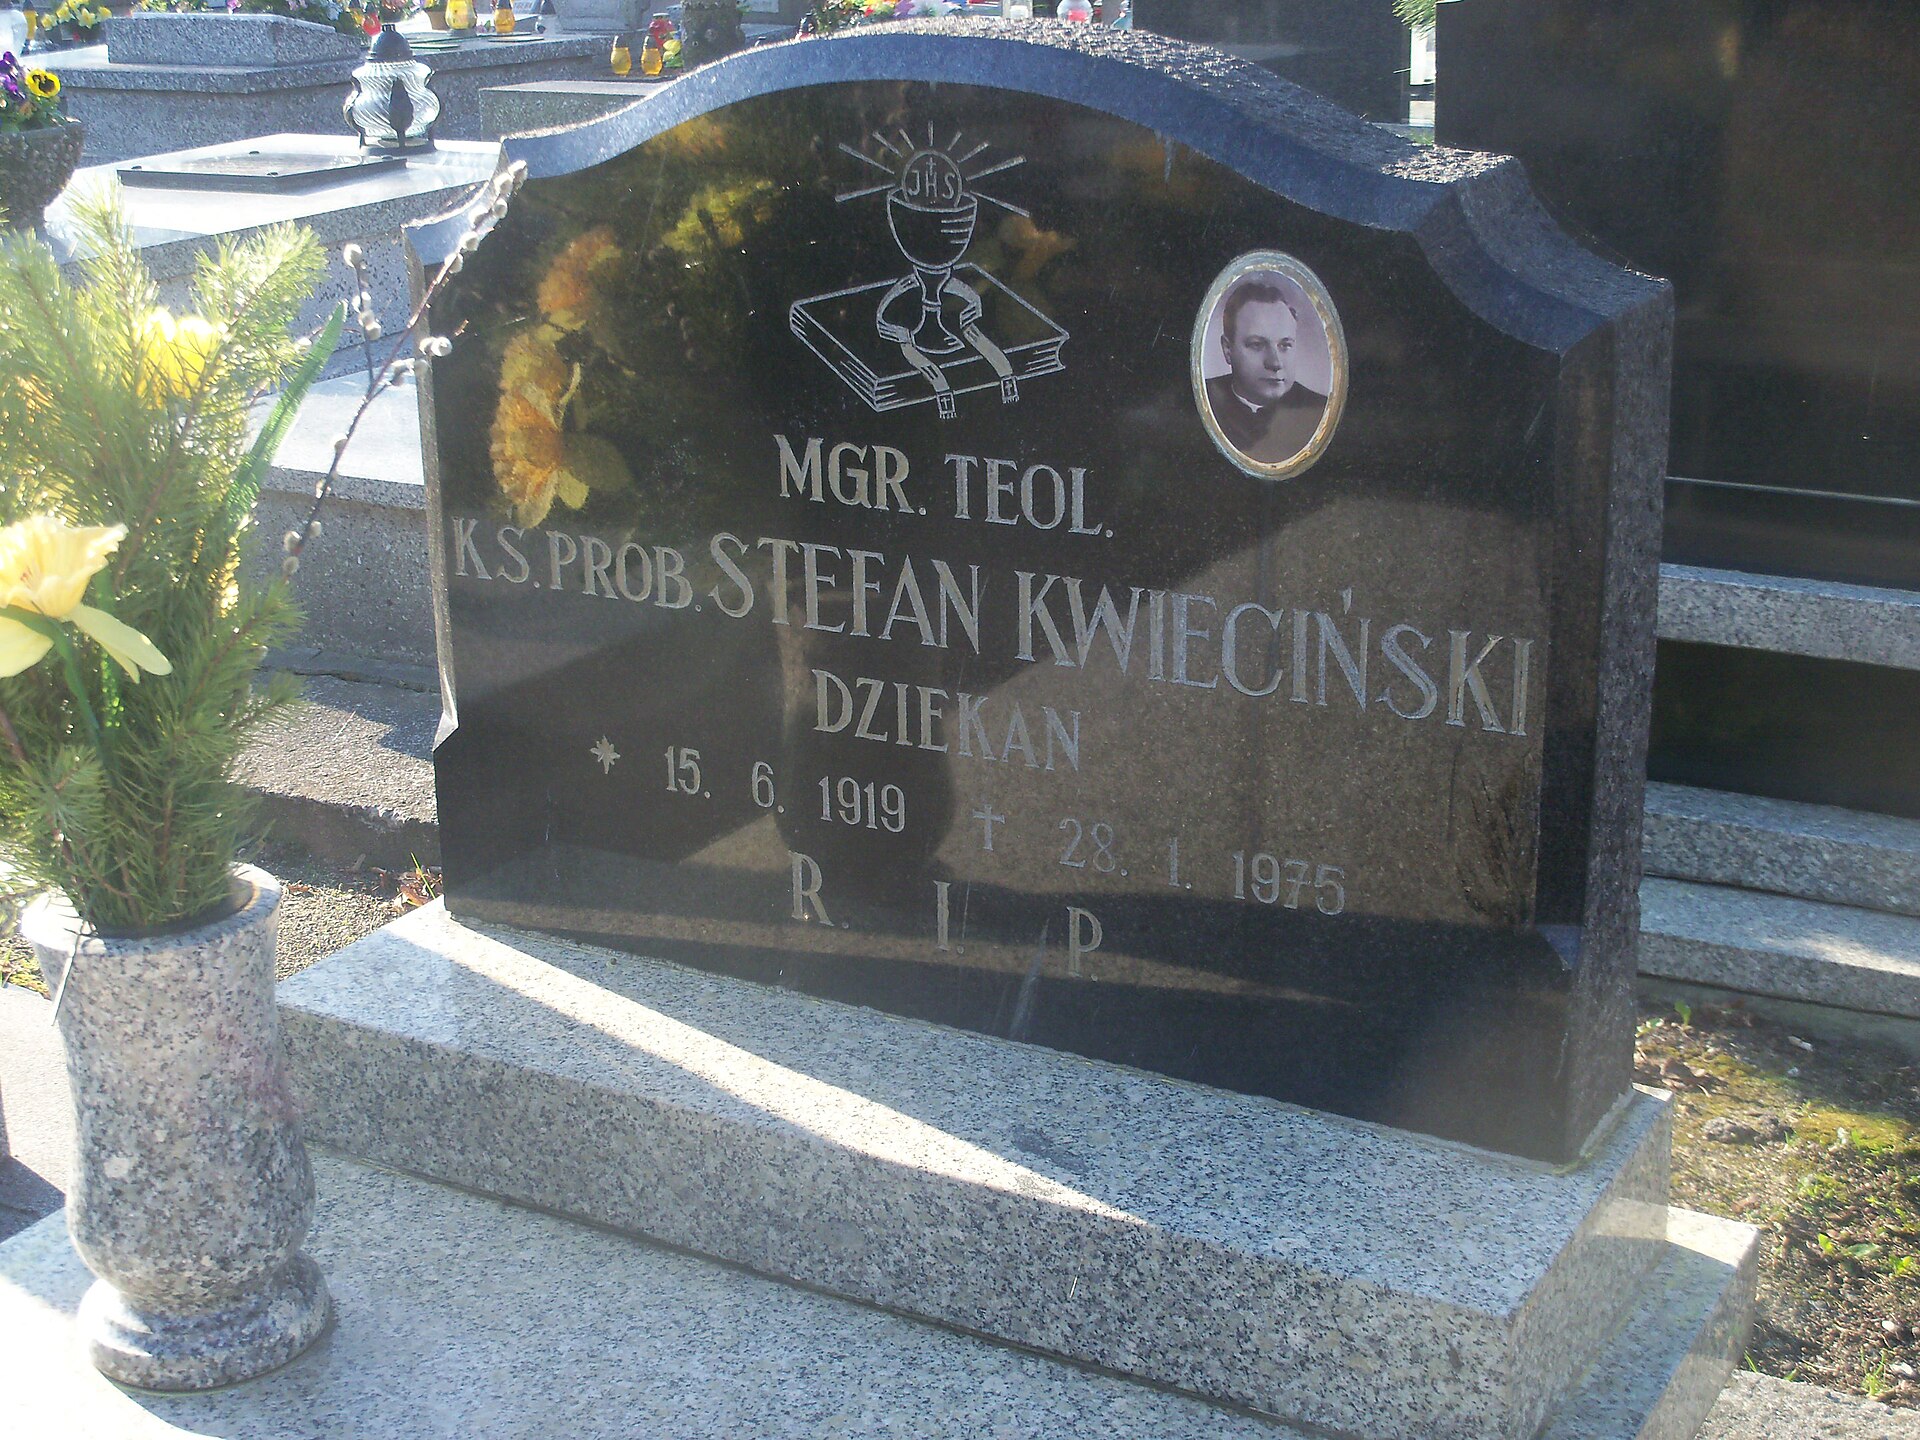 JHS
MGR. TEOL.
KS. PROB. STEFAN KWIECIŃSKI
DZIEKAN
* 15. 6. 1919 † 28. 1. 1975
R. I. P.